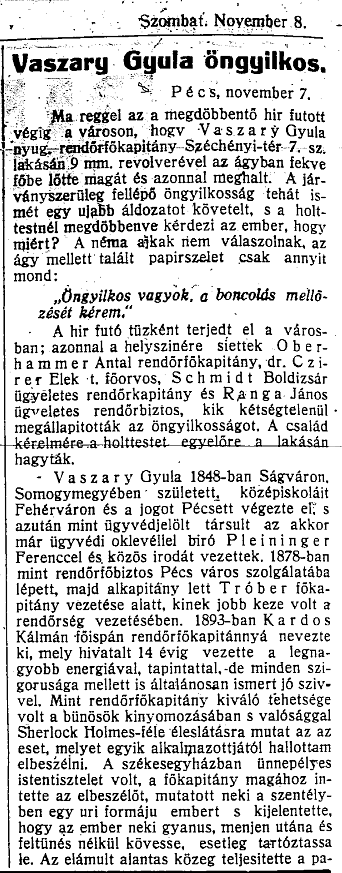 Szombat. November 8.
Vaszary Gyula öngyilkos.
Pécs, november 7.
Ma reggel az a megdöbbentő hir futott
végig a városon, hogy Vaszary Gyula
nyug. rendőrfőkapitány Széchényi-tér 7. sz.
lakásán 9 mm. revolverével az ágyban fekve
főbe lőtte magát és azonnal meghalt. A jár-
ványszerüleg fellépő öngyilkosság tehát is-
mét egy ujabb áldozatot követelt, s a holt-
testnél megdöbbenve kérdezi az ember, hogy
miért? A néma ajkak nem válaszolnak, az
ágy mellett talált papirszelet csak annyit
mond:
„Öngyilkos vagyok, a boncolás mellő-
zését kérem."
A hir futó tüzként terjedt el a város-
ban; azonnal a helyszinére siettek Ober-
hammer Antal rendőrfőkapitány, dr. Czi-
rer Elek t. főorvos, Schmidt Boldizsár
ügyeletes rendőrkapitány és Ranga János
ügyeletes rendőrbiztos, kik kétségtelenül
megállapitották az öngyilkosságot. A család
kérelmére a holttestet egyelőre a lakásán
hagyták.
- Vaszary Gyula 1848-ban Ságváron,
Somogymegyében született, középiskoláit
Fehérváron és a jogot Pécsett végezte el, s
azután mint ügyvédjelölt társult az akkor
már ügyvédi oklevéllel biró Pleininger
Ferenccel és közös irodát vezettek. 1878-ban
mint rendőrfőbiztos Pécs város szolgálatába
lépett, majd alkapitány lett Tróber főka-
pitány vezetése alatt, kinek jobb keze volt a
rendőrség vezetésében. 1893-ban Kardos
Kálmán főispán rendőrfőkapitánnyá nevezte
ki, mely hivatalt 14 évig vezette a legna-
gyobb energiával, tapintattal, de minden szi-
gorusága mellett is általánosan ismert jó sziv-
vel. Mint rendőrfőkapitány kiváló tehetsége
volt a bünösök kinyomozásában s valósággal
Sherlock Holmes-féle éleslátásra mutat az az
eset, melyet egyik alkalmazottjától hallottam
elbeszélni. A székesegyházban ünnepélyes
istentisztelet volt, a főkapitány magához in-
tette az elbeszélőt, mutatott neki a szentély-
ben egy uri formáju embert s kijelentette,
hogy az ember neki gyanus, menjen utána és
feltünés nélkül kövesse, esetleg tartóztassa
le. Az elámult alantas közeg teljesitette a pa-